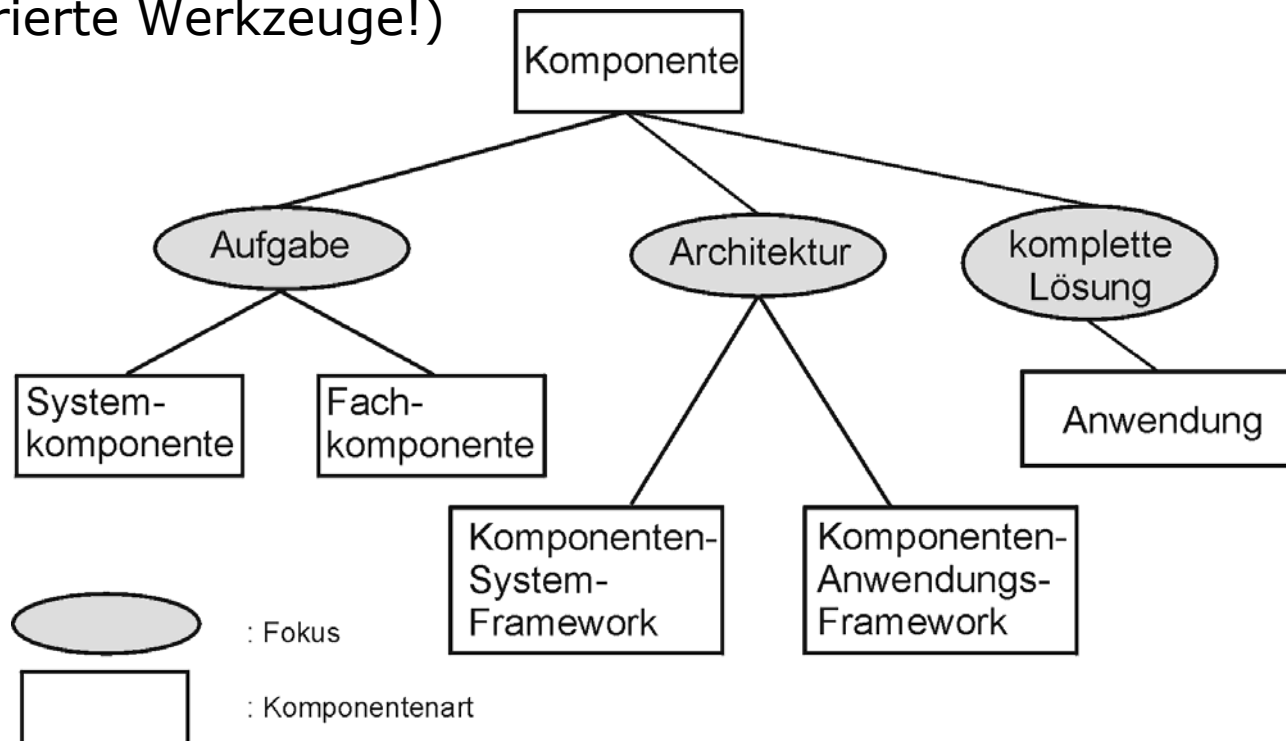 rierte Werkzeuge!)
Komponente
Aufgabe
Architektur
komplette
Lösung
System-
komponente
Fach-
komponente
Anwendung
Komponenten-
System-
Framework
Komponenten-
Anwendungs-
Framework
: Fokus
: Komponentenart